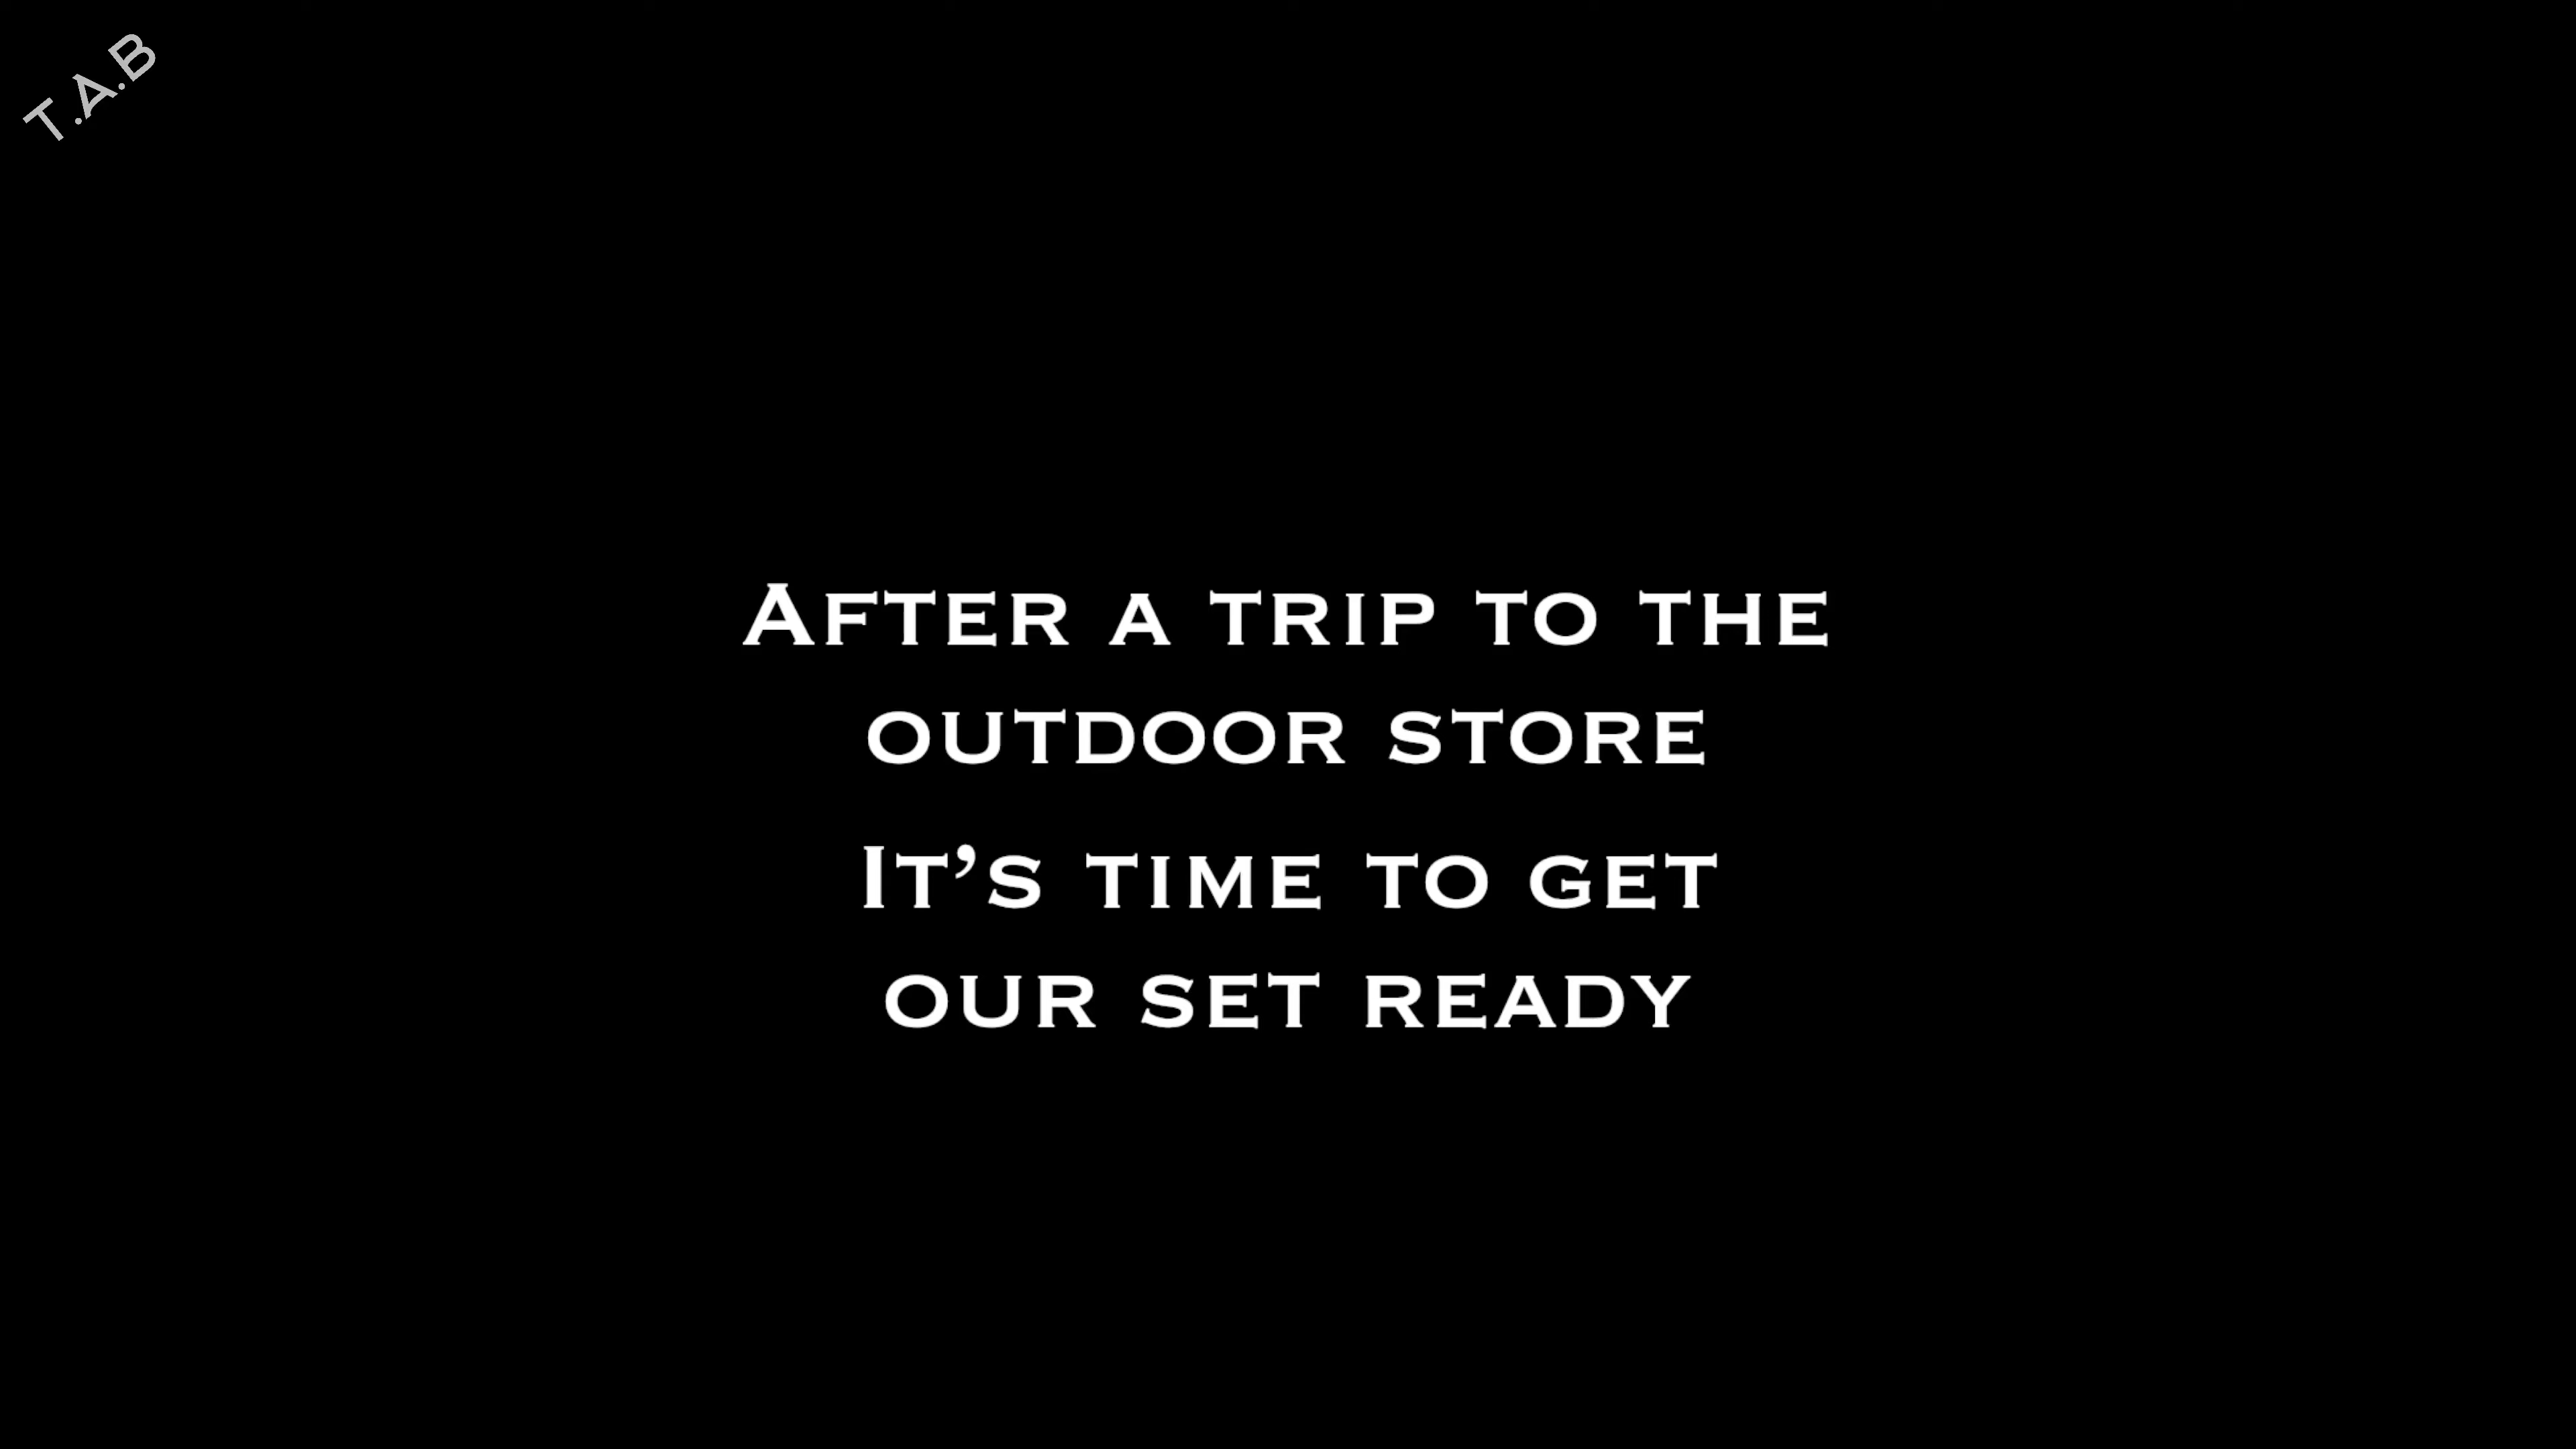 T.A.B
After a trip to the
outdoor store
It’s time to get
our set ready